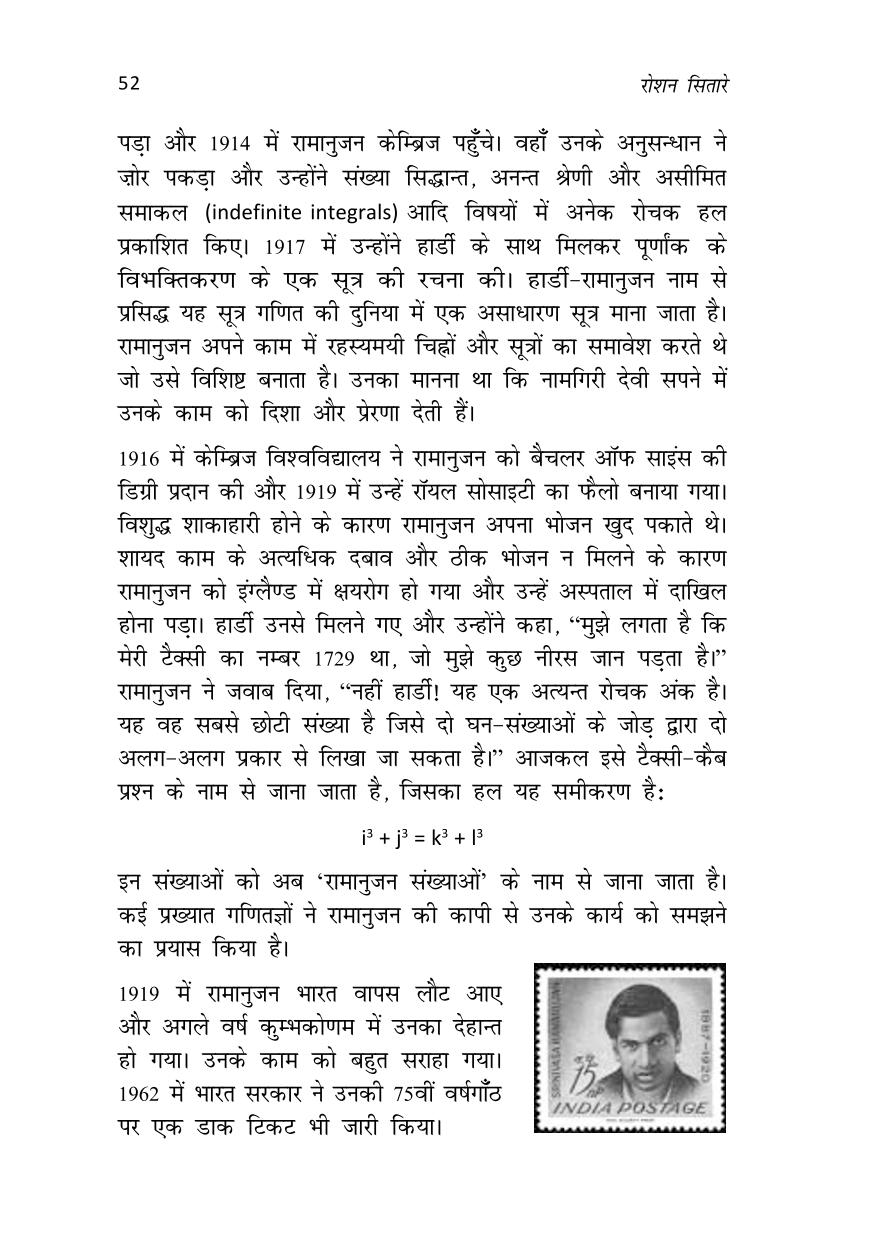 52 रोशन सितारे
पड़ा और 1914 में रामानुजन केम्ब्रिज पहुँचे। वहाँ उनके अनुसन्धान ने
ज़ोर पकड़ा और उन्होंने संख्या सिद्धान्त, अनन्त श्रेणी और असीमित
समाकल (indefinite integrals) आदि विषयों में अनेक रोचक हल
प्रकाशित किए। 1917 में उन्होंने हार्डी के साथ मिलकर पूर्णांक के
विभक्तिकरण के एक सूत्र की रचना की। हार्डी-रामानुजन नाम से
प्रसिद्ध यह सूत्र गणित की दुनिया में एक असाधारण सूत्र माना जाता है।
रामानुजन अपने काम में रहस्यमयी चिह्नों और सूत्रों का समावेश करते थे
जो उसे विशिष्ट बनाता है। उनका मानना था कि नामगिरी देवी सपने में
उनके काम को दिशा और प्रेरणा देती हैं।
1916 में केम्ब्रिज विश्वविद्यालय ने रामानुजन को बैचलर ऑफ साइंस की
डिग्री प्रदान की और 1919 में उन्हें रॉयल सोसाइटी का फैलो बनाया गया।
विशुद्ध शाकाहारी होने के कारण रामानुजन अपना भोजन खुद पकाते थे।
शायद काम के अत्यधिक दबाव और ठीक भोजन न मिलने के कारण
रामानुजन को इंग्लैण्ड में क्षयरोग हो गया और उन्हें अस्पताल में दाखिल
होना पड़ा। हार्डी उनसे मिलने गए और उन्होंने कहा, “मुझे लगता है कि
मेरी टैक्सी का नम्बर 1729 था, जो मुझे कुछ नीरस जान पड़ता है।”
रामानुजन ने जवाब दिया, “नहीं हार्डी! यह एक अत्यन्त रोचक अंक है।
यह वह सबसे छोटी संख्या है जिसे दो घन-संख्याओं के जोड़ द्वारा दो
अलग-अलग प्रकार से लिखा जा सकता है।” आजकल इसे टैक्सी-कैब
प्रश्न के नाम से जाना जाता है, जिसका हल यह समीकरण है:
i³ + j³ = k³ + l³
इन संख्याओं को अब ‘रामानुजन संख्याओं’ के नाम से जाना जाता है।
कई प्रख्यात गणितज्ञों ने रामानुजन की कापी से उनके कार्य को समझने
का प्रयास किया है।
1919 में रामानुजन भारत वापस लौट आए
और अगले वर्ष कुम्भकोणम में उनका देहान्त
हो गया। उनके काम को बहुत सराहा गया।
1962 में भारत सरकार ने उनकी 75वीं वर्षगाँठ
पर एक डाक टिकट भी जारी किया।
SRINIVASA RAMANUJAN
1887-1920
न.पै.
15
nP
INDIA POSTAGE